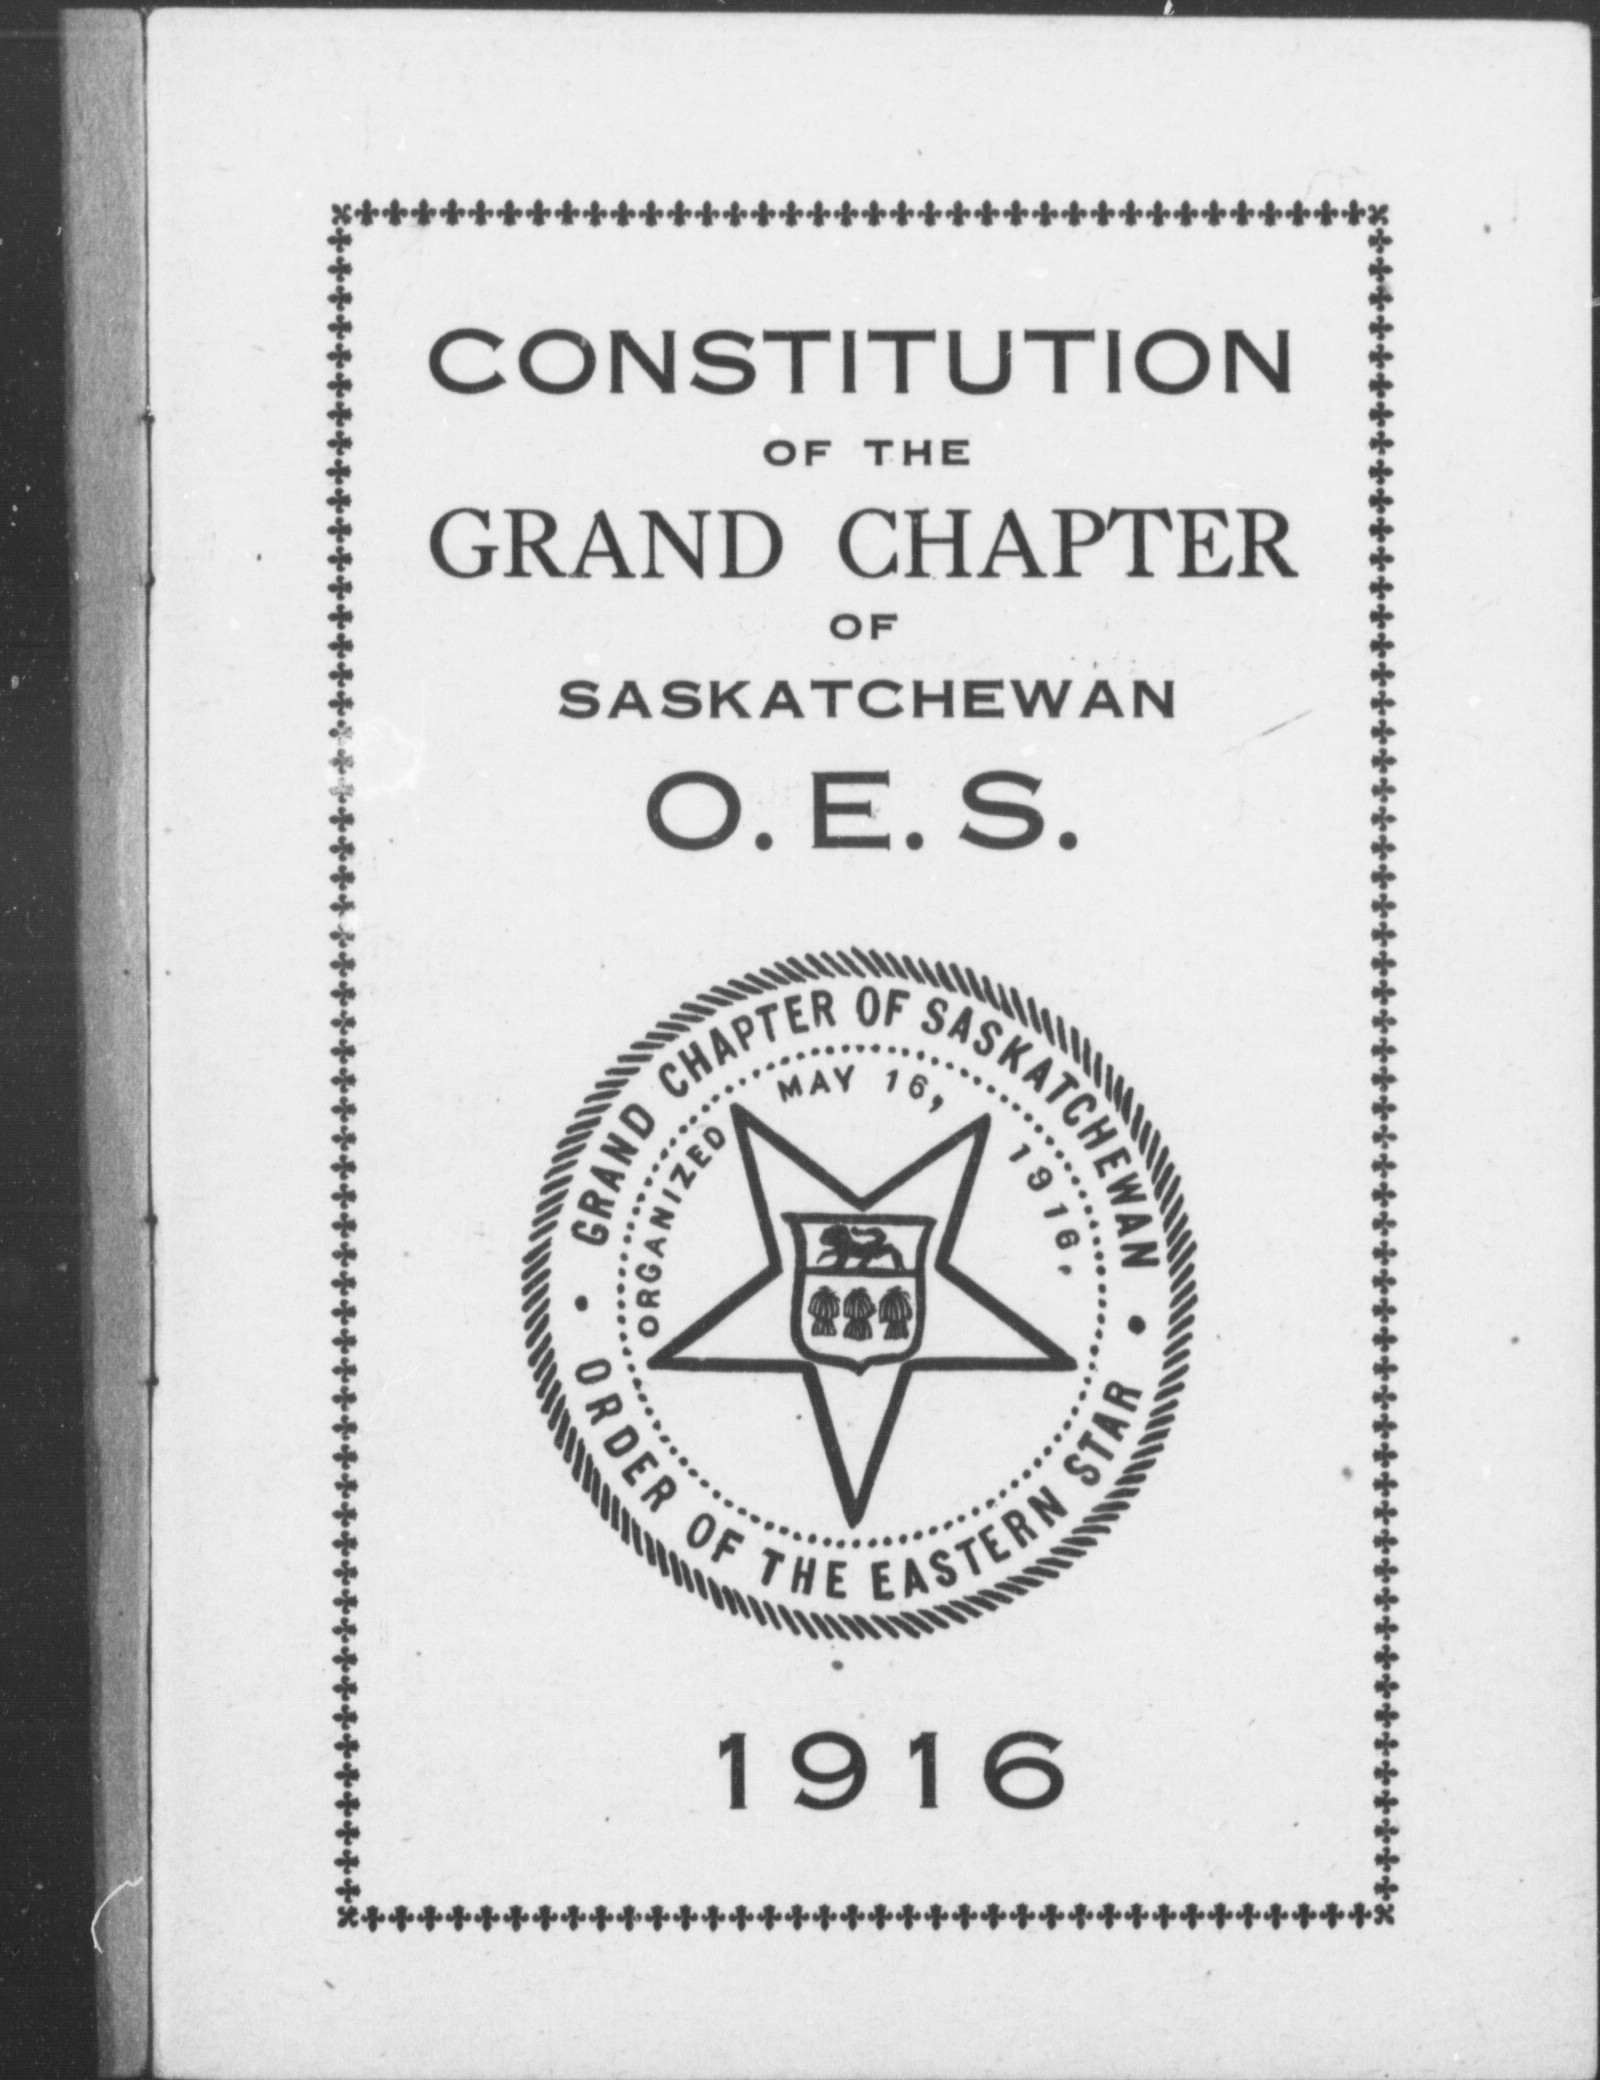 CONSTITUTION
OF THE
GRAND CHAPTER
OF
SASKATCHEWAN
O. E. S.
GRAND CHAPTER OF SASKATCHEWAN
ORGANIZED MAY 16, 1916,
• ORDER OF THE EASTERN STAR •
1916